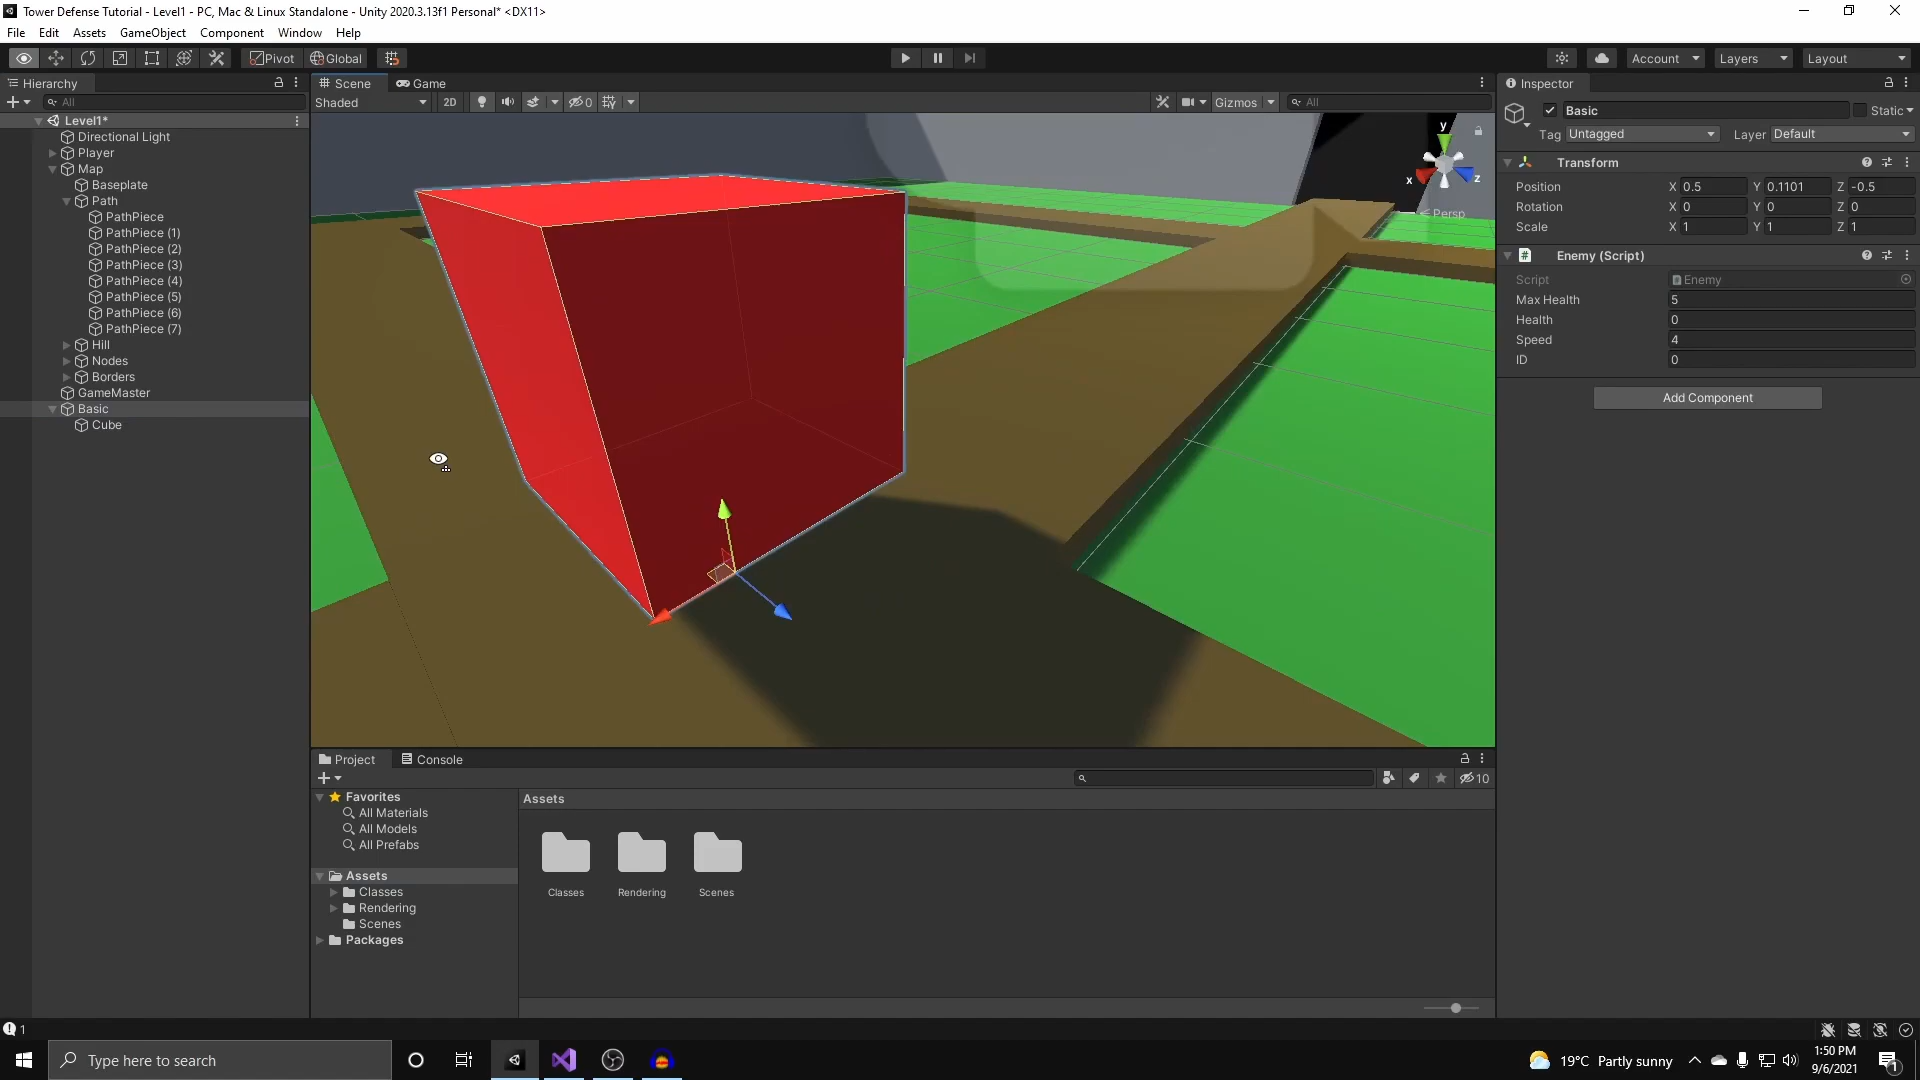 Tower Defense Tutorial - Level1 - PC, Mac & Linux Standalone - Unity 2020.3.13f1 Personal* <DX11>
File Edit Assets GameObject Component Window Help
Pivot Global Account Layers Layout
Hierarchy
All
Level1*
Directional Light
Player
Map
Baseplate
Path
PathPiece
PathPiece (1)
PathPiece (2)
PathPiece (3)
PathPiece (4)
PathPiece (5)
PathPiece (6)
PathPiece (7)
Hill
Nodes
Borders
GameMaster
Basic
Cube
Scene Game
Shaded 2D 0 Gizmos All
y
x
z
Persp
Project Console
10
Favorites
All Materials
All Models
All Prefabs
Assets
Classes
Rendering
Scenes
Packages
Assets
Classes Rendering Scenes
Inspector
Basic Static
Tag Untagged Layer Default
Transform
Position X 0.5 Y 0.1101 Z -0.5
Rotation X 0 Y 0 Z 0
Scale X 1 Y 1 Z 1
# Enemy (Script)
Script Enemy
Max Health 5
Health 0
Speed 4
ID 0
Add Component
1
Type here to search
19°C Partly sunny
1:50 PM
9/6/2021
1